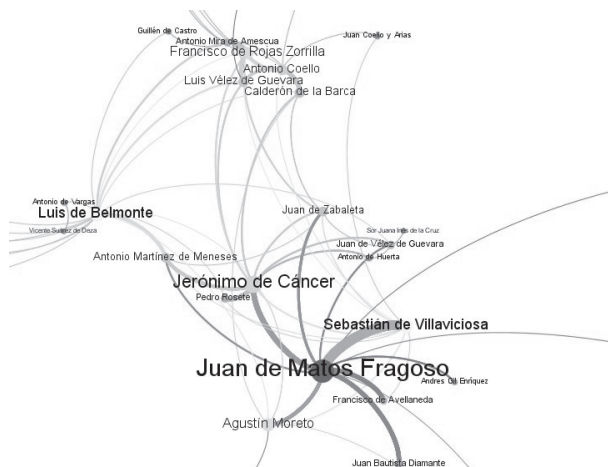 Guillén de Castro
Juan Coello y Arias
Antonio Mira de Amescua
Francisco de Rojas Zorrilla
Antonio Coello
Luis Vélez de Guevara
Calderón de la Barca
Antonio de Vargas
Luis de Belmonte
Juan de Zabaleta
Vicente Suárez de Deza
Sor Juana Inés de la Cruz
Juan de Vélez de Guevara
Antonio Martínez de Meneses
Antonio de Huerta
Jerónimo de Cáncer
Pedro Rosete
Sebastián de Villaviciosa
Juan de Matos Fragoso
Andres Gil Enríquez
Francisco de Avellaneda
Agustín Moreto
Juan Bautista Diamante